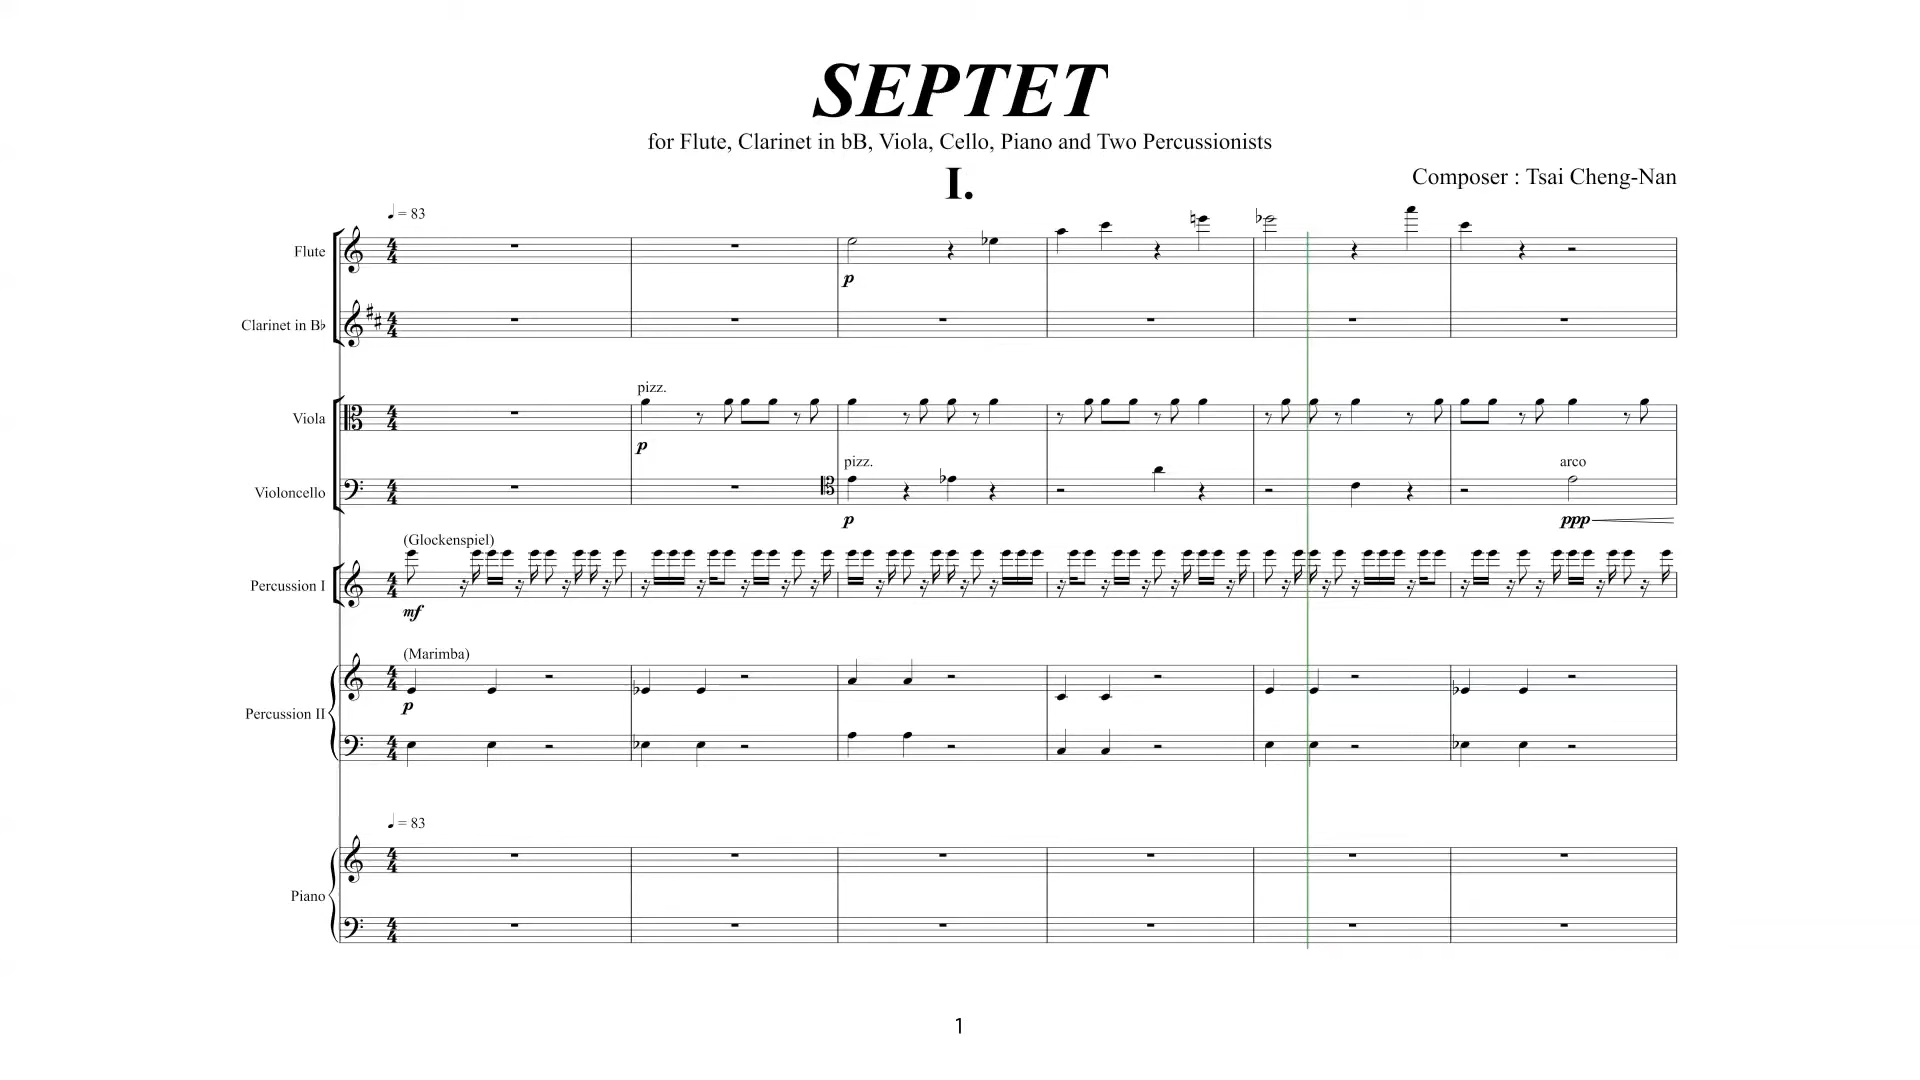 SEPTET
for Flute, Clarinet in bB, Viola, Cello, Piano and Two Percussionists
I.
Composer : Tsai Cheng-Nan
♩ = 83
Flute
p
Clarinet in B♭
pizz.
Viola
p
pizz.
arco
Violoncello
p
ppp
(Glockenspiel)
Percussion I
mf
(Marimba)
p
Percussion II
♩ = 83
Piano
1